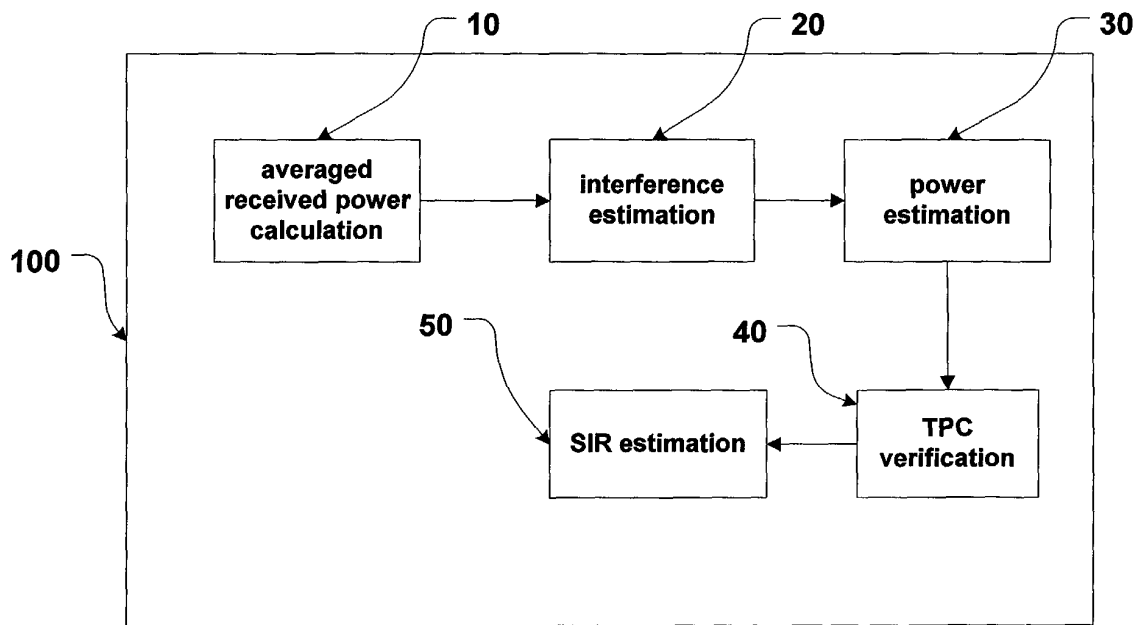 10
20
30
averaged
received power
calculation
interference
estimation
power
estimation
100
50
40
SIR estimation
TPC
verification